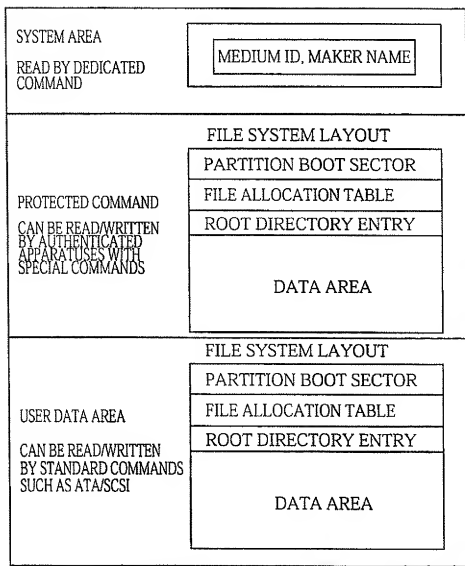 SYSTEM AREA
READ BY DEDICATED
COMMAND
MEDIUM ID, MAKER NAME
PROTECTED COMMAND
CAN BE READ/WRITTEN
BY AUTHENTICATED
APPARATUSES WITH
SPECIAL COMMANDS
FILE SYSTEM LAYOUT
PARTITION BOOT SECTOR
FILE ALLOCATION TABLE
ROOT DIRECTORY ENTRY
DATA AREA
USER DATA AREA
CAN BE READ/WRITTEN
BY STANDARD COMMANDS
SUCH AS ATA/SCSI
FILE SYSTEM LAYOUT
PARTITION BOOT SECTOR
FILE ALLOCATION TABLE
ROOT DIRECTORY ENTRY
DATA AREA